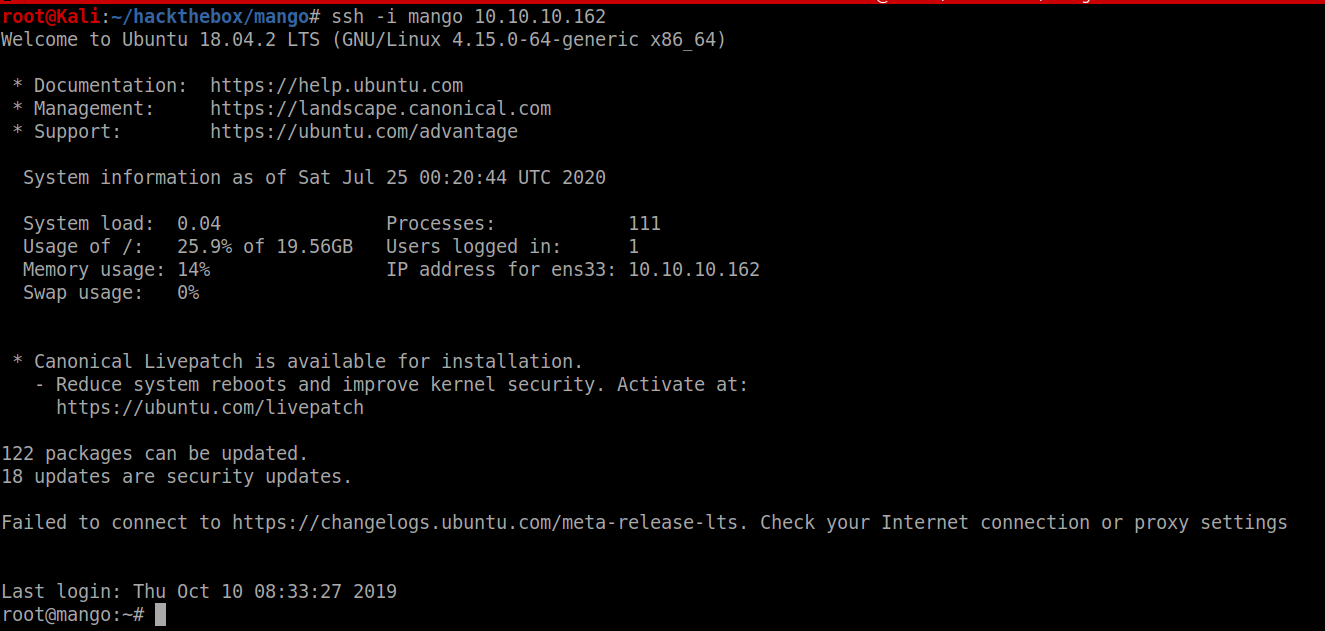 root@Kali:~/hackthebox/mango# ssh -i mango 10.10.10.162
Welcome to Ubuntu 18.04.2 LTS (GNU/Linux 4.15.0-64-generic x86_64)

 * Documentation:  https://help.ubuntu.com
 * Management:     https://landscape.canonical.com
 * Support:        https://ubuntu.com/advantage

  System information as of Sat Jul 25 00:20:44 UTC 2020

  System load:  0.04               Processes:             111
  Usage of /:   25.9% of 19.56GB   Users logged in:       1
  Memory usage: 14%                IP address for ens33: 10.10.10.162
  Swap usage:   0%

 * Canonical Livepatch is available for installation.
   - Reduce system reboots and improve kernel security. Activate at:
     https://ubuntu.com/livepatch

122 packages can be updated.
18 updates are security updates.

Failed to connect to https://changelogs.ubuntu.com/meta-release-lts. Check your Internet connection or proxy settings

Last login: Thu Oct 10 08:33:27 2019
root@mango:~#